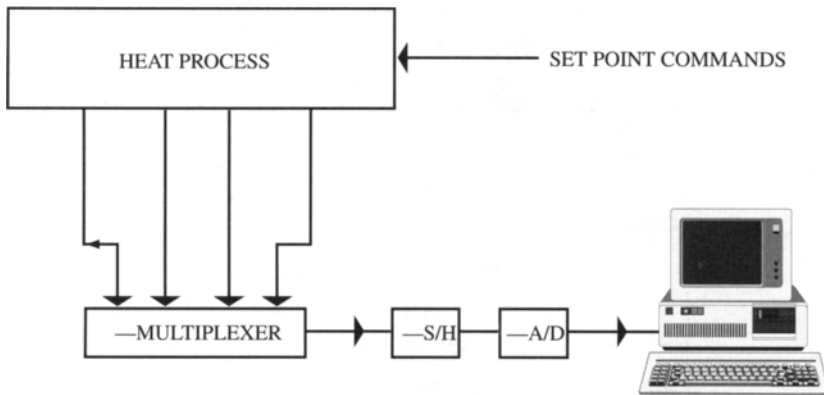 HEAT PROCESS
SET POINT COMMANDS
—MULTIPLEXER
—S/H
—A/D